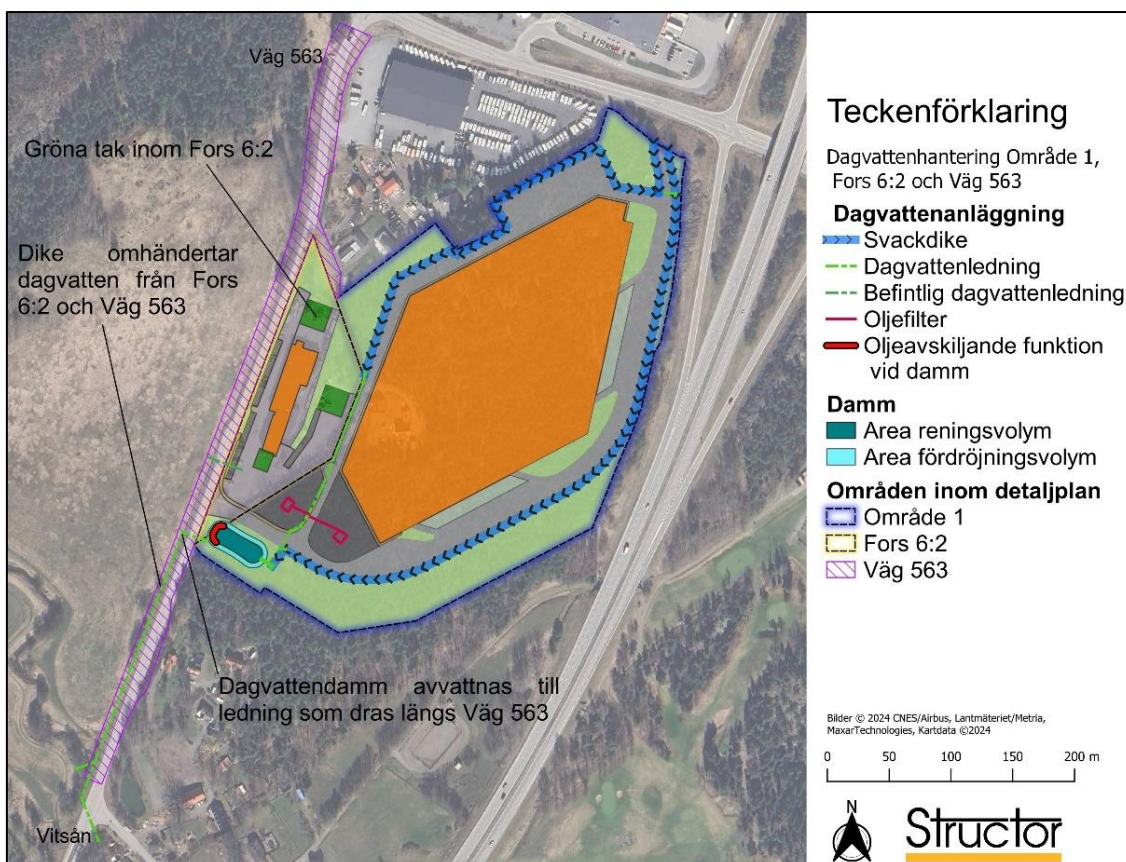 Väg 563
Gröna tak inom Fors 6:2
Dike omhändertar
dagvatten från Fors
6:2 och Väg 563
Dagvattendamm avvattnas till
ledning som dras längs Väg 563
Vitsån
Teckenförklaring
Dagvattenhantering Område 1,
Fors 6:2 och Väg 563
Dagvattenanläggning
Svackdike
Dagvattenledning
Befintlig dagvattenledning
Oljefilter
Oljeavskiljande funktion
vid damm
Damm
Area reningsvolym
Area fördröjningsvolym
Områden inom detaljplan
Område 1
Fors 6:2
Väg 563
Bilder © 2024 CNES/Airbus, Lantmäteriet/Metria,
MaxarTechnologies, Kartdata ©2024
0 50 100 150 200 m
N
Structor